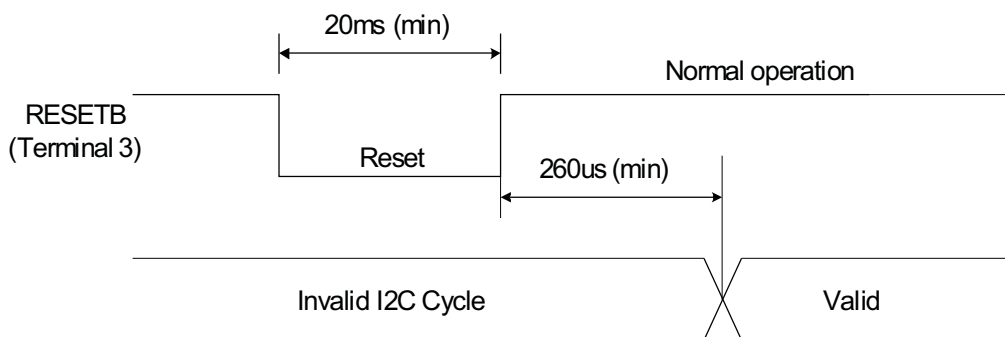 20ms (min)
Normal operation
RESETB
(Terminal 3)
Reset
260us (min)
Invalid I2C Cycle
Valid